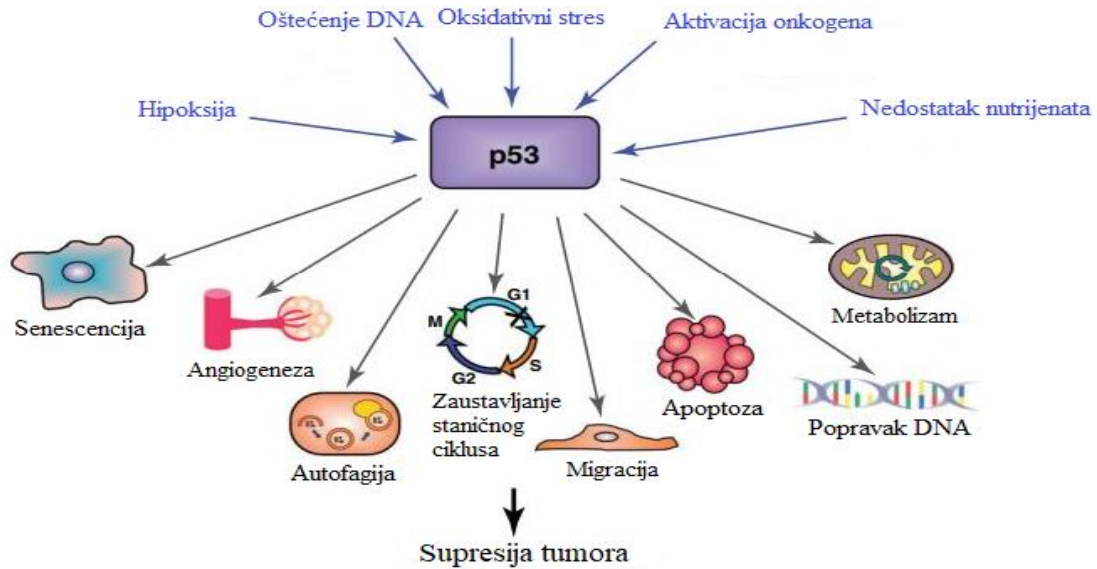 Oštećenje DNA
Oksidativni stres
Aktivacija onkogena
Hipoksija
Nedostatak nutrijenata
p53
Senescencija
Angiogeneza
Autofagija
G1
M
S
G2
Zaustavljanje
staničnog
ciklusa
Migracija
Apoptoza
Metabolizam
Popravak DNA
Supresija tumora